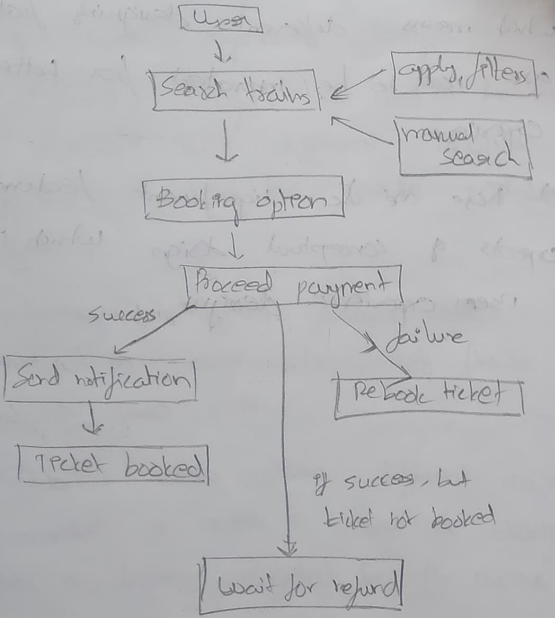 User
Search trains
apply, filters
manual
search
Booking option
Proceed payment
success
failure
Send notification
Rebook ticket
Ticket booked
if success, but
ticket not booked
Wait for refund